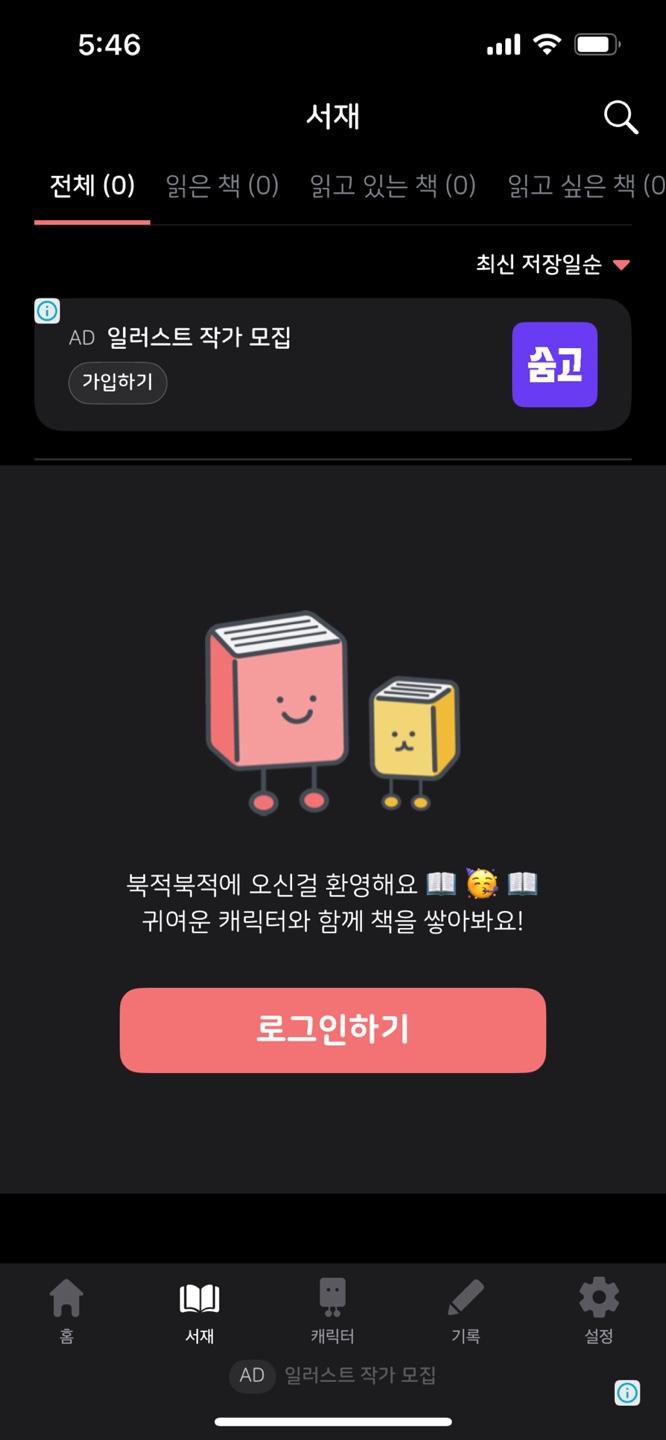 5:46
서재
전체 (0) 읽은 책 (0) 읽고 있는 책 (0) 읽고 싶은 책 (0
최신 저장일순
AD 일러스트 작가 모집
가입하기
숨고
북적북적에 오신걸 환영해요 📖 🥳 📖
귀여운 캐릭터와 함께 책을 쌓아봐요!
로그인하기
홈 서재 캐릭터 기록 설정
AD 일러스트 작가 모집